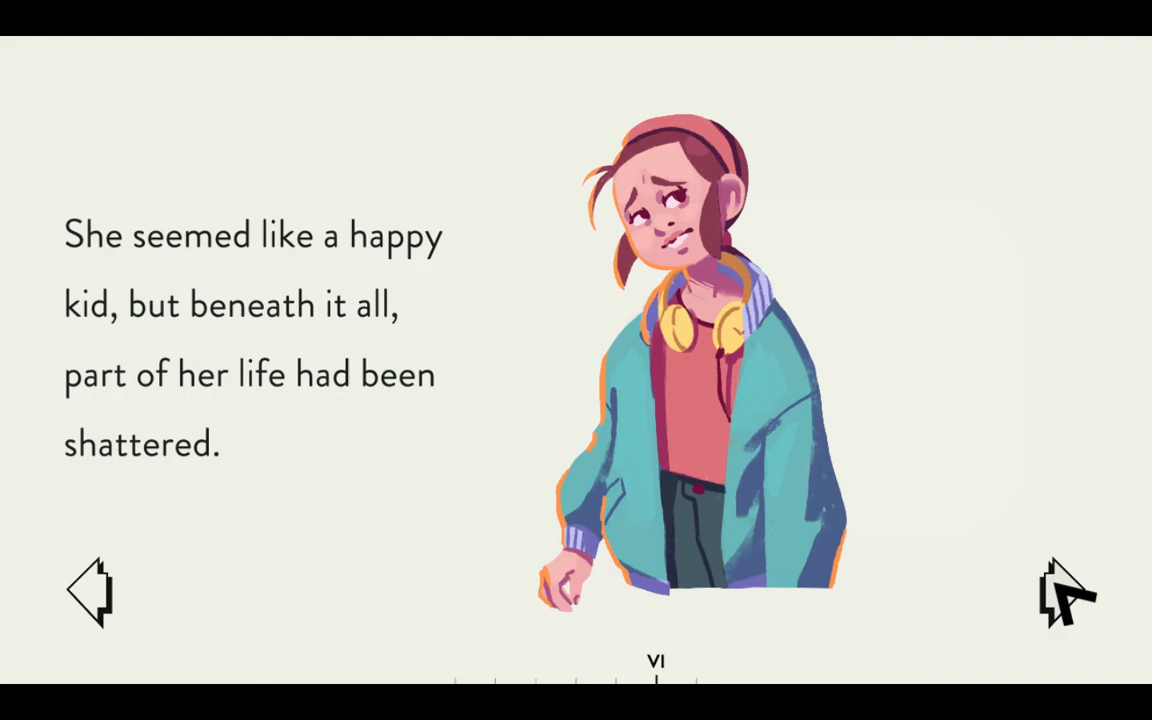 She seemed like a happy
kid, but beneath it all,
part of her life had been
shattered.
VI